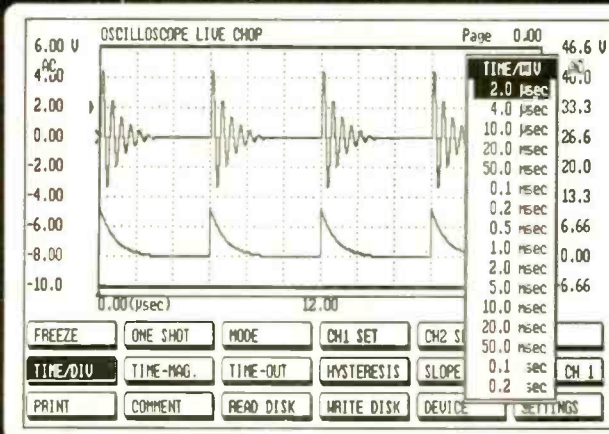 OSCILLOSCOPE LIVE CHOP Page 0.00
6.00 V
AC
4.00
2.00
0.00
-2.00
-4.00
-6.00
-8.00
-10.0
46.6 V
40.0
33.3
26.6
20.0
13.3
6.66
0.00
-6.66
0.00(µsec) 12.00
TIME/DIV
2.0 µsec
4.0 µsec
10.0 µsec
20.0 msec
50.0 msec
0.1 msec
0.2 msec
0.5 msec
1.0 msec
2.0 msec
5.0 msec
10.0 msec
20.0 msec
50.0 msec
0.1 sec
0.2 sec
FREEZE ONE SHOT MODE CH1 SET CH2 S
TIME/DIV TIME-MAG. TIME-OUT HYSTERESIS SLOPE CH 1
PRINT COMMENT READ DISK WRITE DISK DEVICE SETTINGS